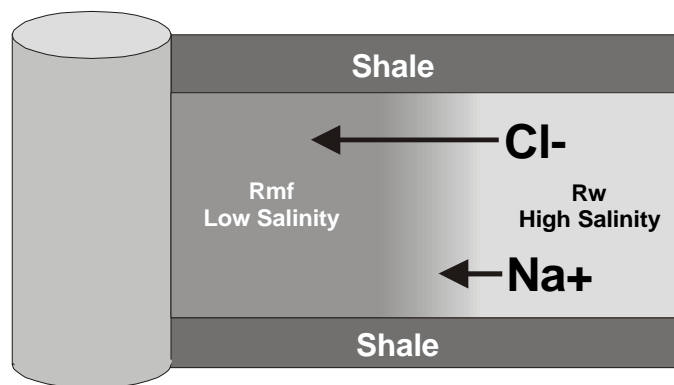 Shale
Cl-
Rmf
Low Salinity
Rw
High Salinity
Na+
Shale